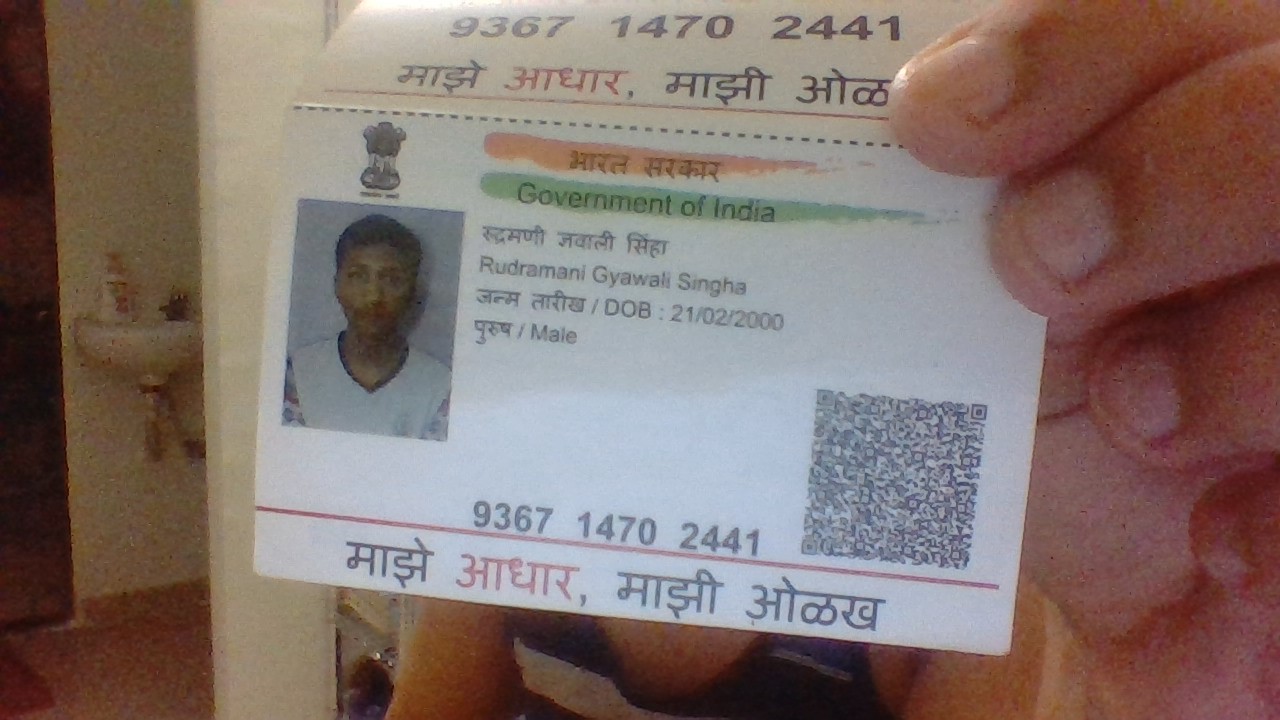 9367 1470 2441
माझे आधार, माझी
भारत सरकार
Government of India
रुद्रमणी ज्ञवाली सिंहा
Rudramani Gyawali Singha
जन्म तारीख / DOB : 21/02/2000
पुरुष / Male
9367 1470 2441
माझे आधार, माझी ओळख